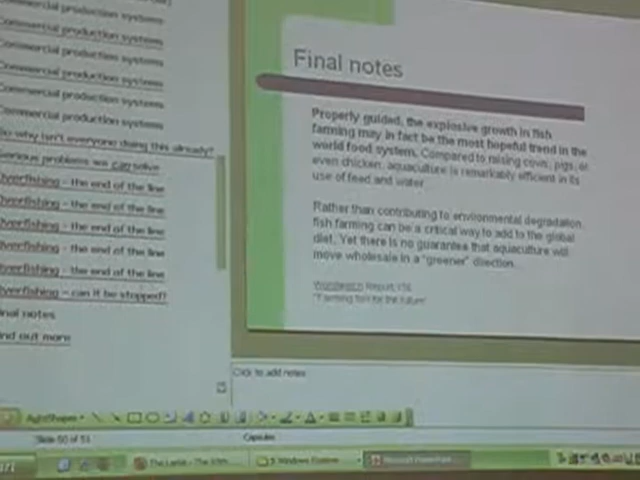 Commercial production systems
Commercial production systems
Commercial production systems
Commercial production systems
Commercial production systems
So why isn't everyone doing this already?
Serious problems we can solve
Overfishing – the end of the line
Overfishing – the end of the line
Overfishing – the end of the line
Overfishing – the end of the line
Overfishing – the end of the line
Overfishing – can it be stopped?
Final notes
Find out more
Final notes
Properly guided, the explosive growth in fish
farming may in fact be the most hopeful trend in the
world food system. Compared to raising cows, pigs, or
even chicken, aquaculture is remarkably efficient in its
use of feed and water.
Rather than contributing to environmental degradation,
fish farming can be a critical way to add to the global
diet. Yet there is no guarantee that aquaculture will
move wholesale in a "greener" direction.
Worldwatch Report 176
"Farming fish for the future"
Click to add notes
AutoShapes
Slide 50 of 51
Capsules
5 Windows Explorer
Microsoft PowerPoint